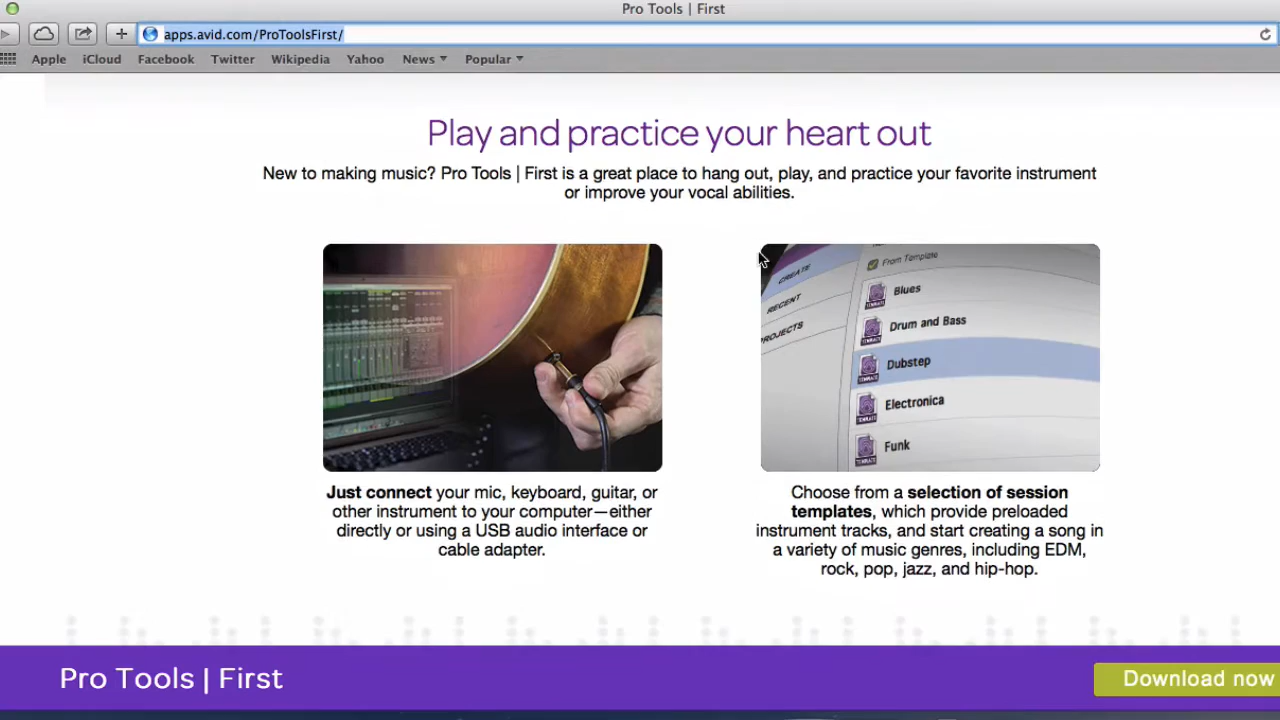 Pro Tools | First
apps.avid.com/ProToolsFirst/
Apple iCloud Facebook Twitter Wikipedia Yahoo News Popular
Play and practice your heart out
New to making music? Pro Tools | First is a great place to hang out, play, and practice your favorite instrument
or improve your vocal abilities.
CREATE
RECENT
PROJECTS
From Template
Blues
Drum and Bass
Dubstep
Electronica
Funk
Just connect your mic, keyboard, guitar, or
other instrument to your computer—either
directly or using a USB audio interface or
cable adapter.
Choose from a selection of session
templates, which provide preloaded
instrument tracks, and start creating a song in
a variety of music genres, including EDM,
rock, pop, jazz, and hip-hop.
Pro Tools | First
Download now